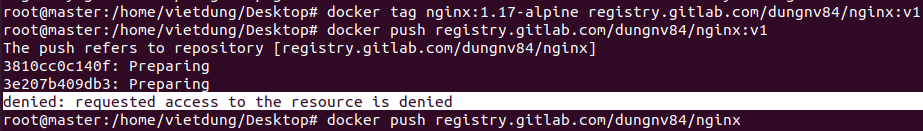 root@master:/home/vietdung/Desktop# docker tag nginx:1.17-alpine registry.gitlab.com/dungnv84/nginx:v1
root@master:/home/vietdung/Desktop# docker push registry.gitlab.com/dungnv84/nginx:v1
The push refers to repository [registry.gitlab.com/dungnv84/nginx]
3810cc0c140f: Preparing
3e207b409db3: Preparing
denied: requested access to the resource is denied
root@master:/home/vietdung/Desktop# docker push registry.gitlab.com/dungnv84/nginx